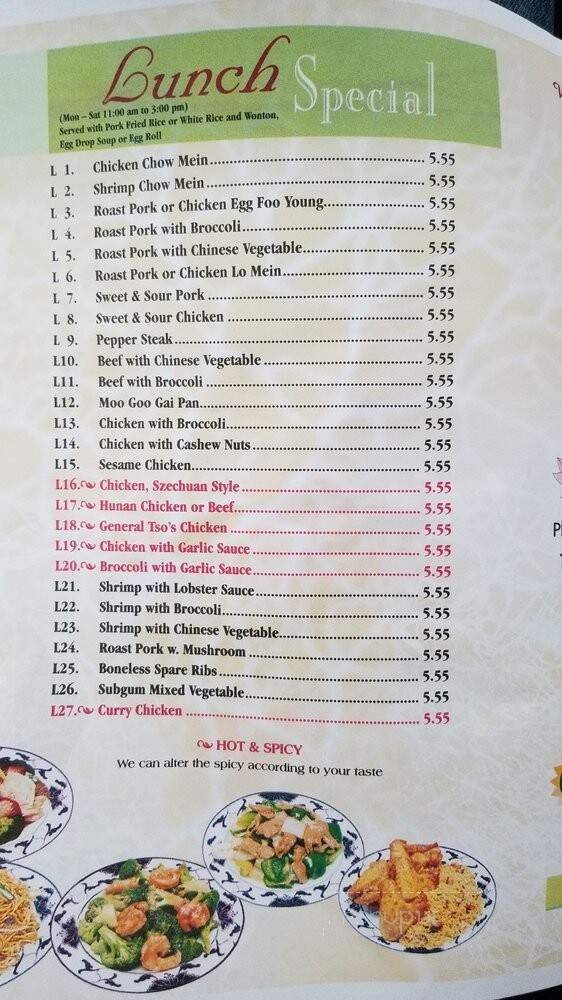 Lunch Special
(Mon – Sat 11:00 am to 3:00 pm)
Served with Pork Fried Rice or White Rice and Wonton,
Egg Drop Soup or Egg Roll
L 1. Chicken Chow Mein 5.55
L 2. Shrimp Chow Mein 5.55
L 3. Roast Pork or Chicken Egg Foo Young 5.55
L 4. Roast Pork with Broccoli 5.55
L 5. Roast Pork with Chinese Vegetable 5.55
L 6. Roast Pork or Chicken Lo Mein 5.55
L 7. Sweet & Sour Pork 5.55
L 8. Sweet & Sour Chicken 5.55
L 9. Pepper Steak 5.55
L10. Beef with Chinese Vegetable 5.55
L11. Beef with Broccoli 5.55
L12. Moo Goo Gai Pan 5.55
L13. Chicken with Broccoli 5.55
L14. Chicken with Cashew Nuts 5.55
L15. Sesame Chicken 5.55
L16. Chicken, Szechuan Style 5.55
L17. Hunan Chicken or Beef 5.55
L18. General Tso's Chicken 5.55
L19. Chicken with Garlic Sauce 5.55
L20. Broccoli with Garlic Sauce 5.55
L21. Shrimp with Lobster Sauce 5.55
L22. Shrimp with Broccoli 5.55
L23. Shrimp with Chinese Vegetable 5.55
L24. Roast Pork w. Mushroom 5.55
L25. Boneless Spare Ribs 5.55
L26. Subgum Mixed Vegetable 5.55
L27. Curry Chicken 5.55
HOT & SPICY
We can alter the spicy according to your taste